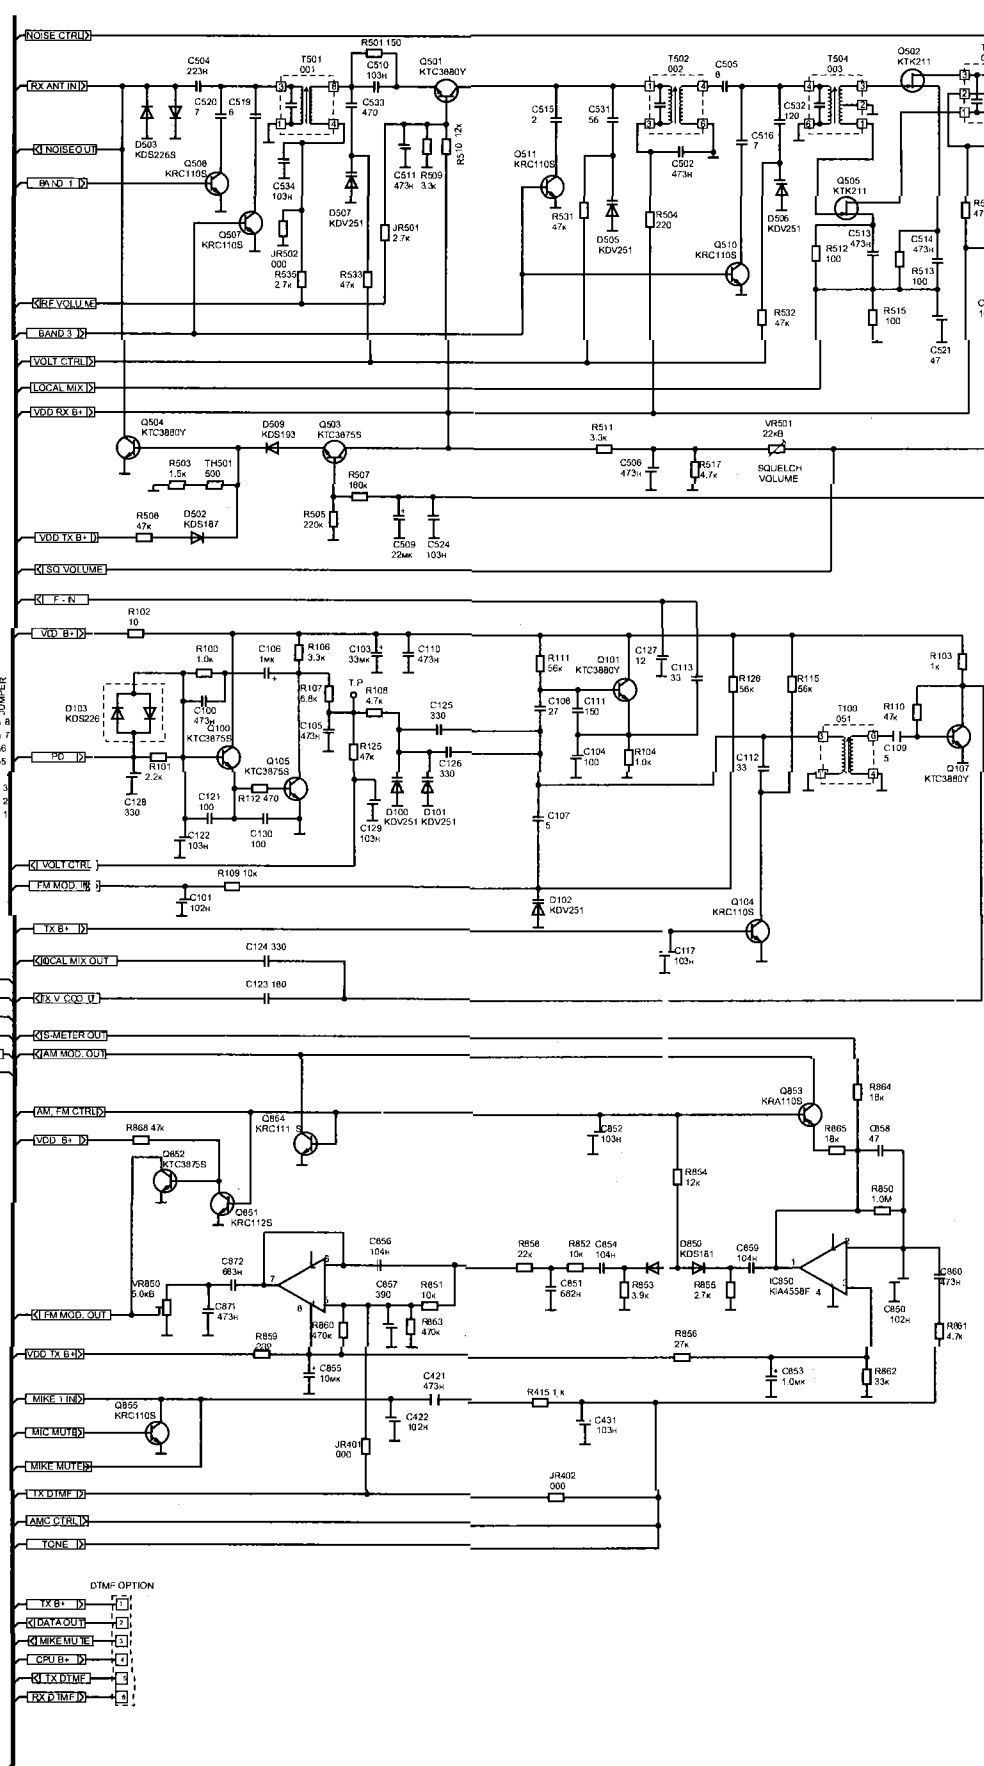 NOISE CTRL
R501 150
C504
223H
T501
001
C510
103H
Q501
KTC3880Y
T502
002
C505
6
T504
003
Q502
KTK211
RX ANT IN
C520
7
C519
6
C533
470
C515
2
C531
56
C532
120
C516
7
D503
KDS226S
NOISEOUT
Q508
KRC110S
C534
103H
C511
473H
R509
3.3K
R510 12K
Q511
KRC110S
C502
473H
Q505
KTK211
BAND 1
Q507
KRC110S
D507
KDV251
JR501
2.7K
R531
47K
D505
KDV251
R504
220
D506
KDV251
JR502
000
R535
2.7K
R533
47K
Q510
KRC110S
R512
100
C513
473H
C514
473H
R513
100
RF VOLUME
BAND 3
R532
47K
R515
100
C521
47
VOLT CTRL
LOCAL MIX
VDD RX B+
Q504
KTC3880Y
D509
KDS193
Q503
KTC3875S
R511
3.3K
VR501
22KB
SQUELCH
VOLUME
R503
1.5K
TH501
500
R507
180K
C506
473H
R517
4.7K
R506
47K
D502
KDS187
R505
220K
C509
22MK
C524
103H
VDD TX B+
SQ VOLUME
F - IN
R102
10
VDD B+
R100
1.0K
C106
1MK
R106
3.3K
C103
33MK
C110
473H
R111
56K
Q101
KTC3880Y
C127
12
C113
33
R103
1K
JUMPER
D103
KDS226
C100
473H
R107
6.8K
T.P
R108
4.7K
C125
330
C108
27
C111
150
R126
56K
R115
56K
T100
051
R110
47K
Q100
KTC3875S
C105
473H
R125
47K
C126
330
C104
100
R104
1.0K
C112
33
C109
5
Q107
KTC3880Y
PD
R101
2.2K
Q105
KTC3875S
R112 470
C128
330
C121
100
C122
103H
C130
100
C129
103H
D100
KDV251
D101
KDV251
C107
5
VOLT CTRL
FM MOD. IN
R109 10K
C101
102H
D102
KDV251
Q104
KRC110S
TX B+
C117
103H
LOCAL MIX OUT
C124 330
TX V CO OUT
C123 180
S-METER OUT
AM MOD. OUT
Q853
KRA110S
R864
18K
AM, FM CTRL
Q864
KRC111 S
C852
103H
R865
18K
C858
47
VDD B+
R868 47K
Q852
KTC3875S
R854
12K
R850
1.0M
Q851
KRC112S
C872
683H
C856
104H
R858
22K
R852
10K
C854
104H
D850
KDS181
C859
104H
VR850
5.0KB
C857
390
R851
10K
C851
682H
R853
3.9K
R855
2.7K
IC850
KIA4558F
C860
473H
FM MOD. OUT
C871
473H
R860
470K
R863
470K
C850
102H
R861
4.7K
R859
VDD TX B+
C855
10MK
R856
27K
C853
1.0MK
R862
33K
MIKE 1 IN
Q855
KRC110S
C421
473H
R415 1 K
C422
102H
C431
103H
MIC MUTE
JR401
000
MIKE MUTE
TX DTMF
JR402
000
AMC CTRL
TONE
DTMF OPTION
TX B+ 1
DATA OUT 2
MIKE MUTE 3
CPU B+ 4
TX DTMF 5
RX DTMF 6